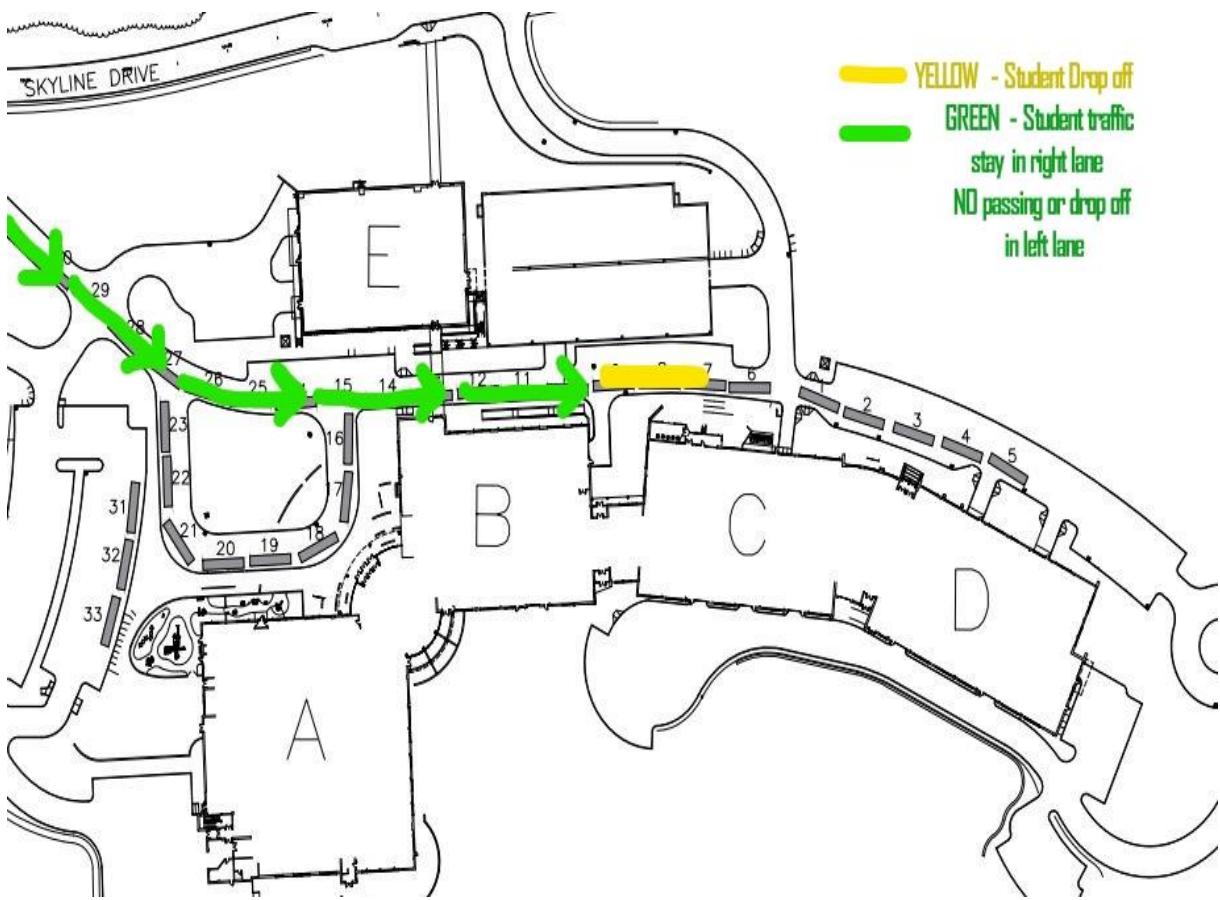 SKYLINE DRIVE
YELLOW - Student Drop off
GREEN - Student traffic
stay in right lane
NO passing or drop off
in left lane
E
29
28
27
26
25
15
14
12
11
7
6
1
2
3
4
5
23
16
22
17
31
21
20
19
18
32
33
B
C
D
A